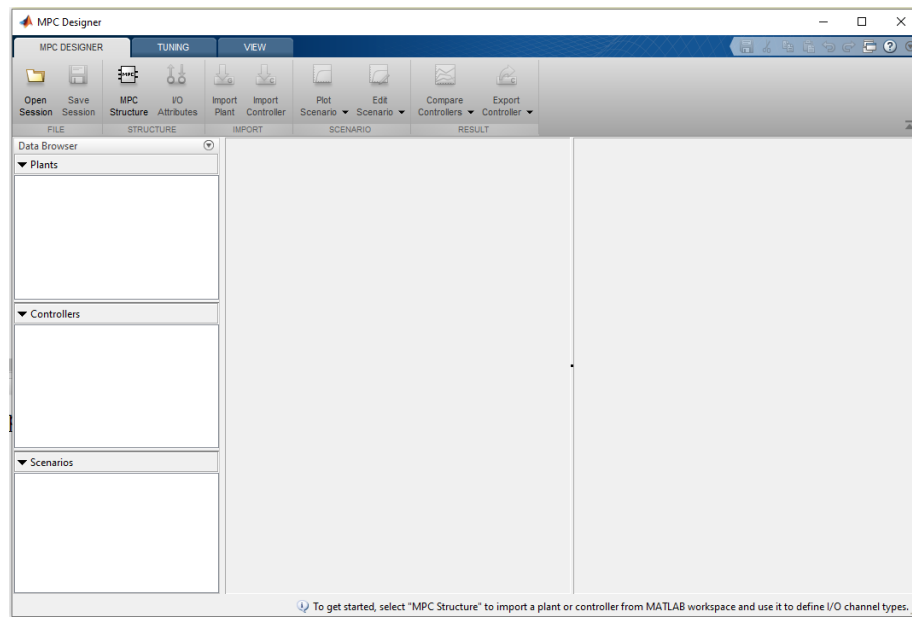 MPC Designer
MPC DESIGNER TUNING VIEW
Open Save MPC I/O Import Import Plot Edit Compare Export
Session Session Structure Attributes Plant Controller Scenario Scenario Controllers Controller
FILE STRUCTURE IMPORT SCENARIO RESULT
Data Browser
Plants
Controllers
Scenarios
To get started, select "MPC Structure" to import a plant or controller from MATLAB workspace and use it to define I/O channel types.